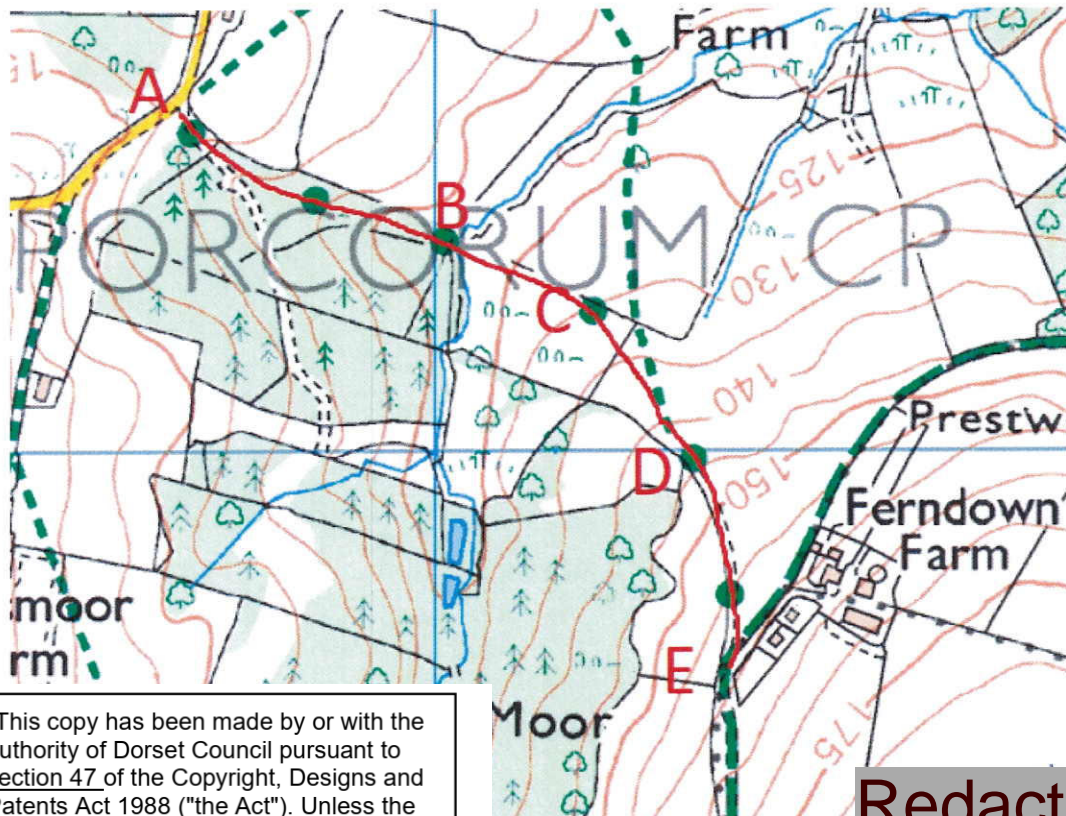 Farm
15
A
125
B
PORCORUM CP
130
C
140
Prestw
D
150
Ferndown
Farm
moor
rm
E
This copy has been made by or with the
uthority of Dorset Council pursuant to
ection 47 of the Copyright, Designs and
Patents Act 1988 ("the Act"). Unless the
Moor
175
Redact